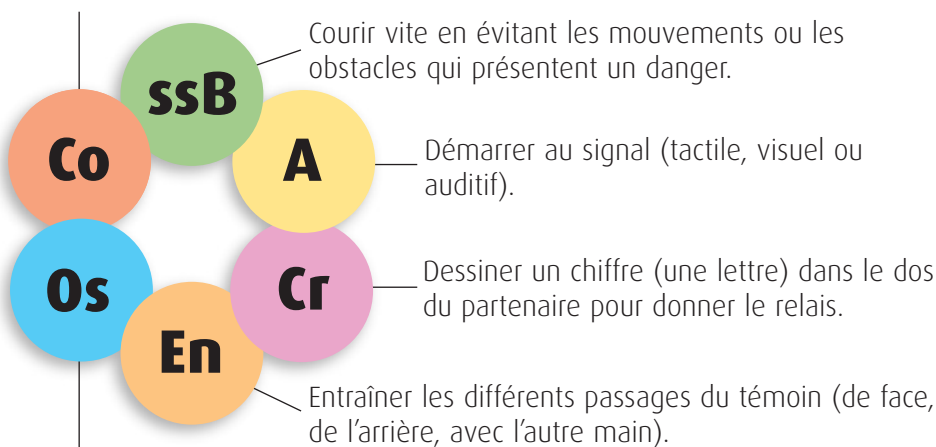 Courir vite en évitant les mouvements ou les
obstacles qui présentent un danger.
ssB
Co
A
Démarrer au signal (tactile, visuel ou
auditif).
Os
Cr
Dessiner un chiffre (une lettre) dans le dos
du partenaire pour donner le relais.
En
Entraîner les différents passages du témoin (de face,
de l’arrière, avec l’autre main).